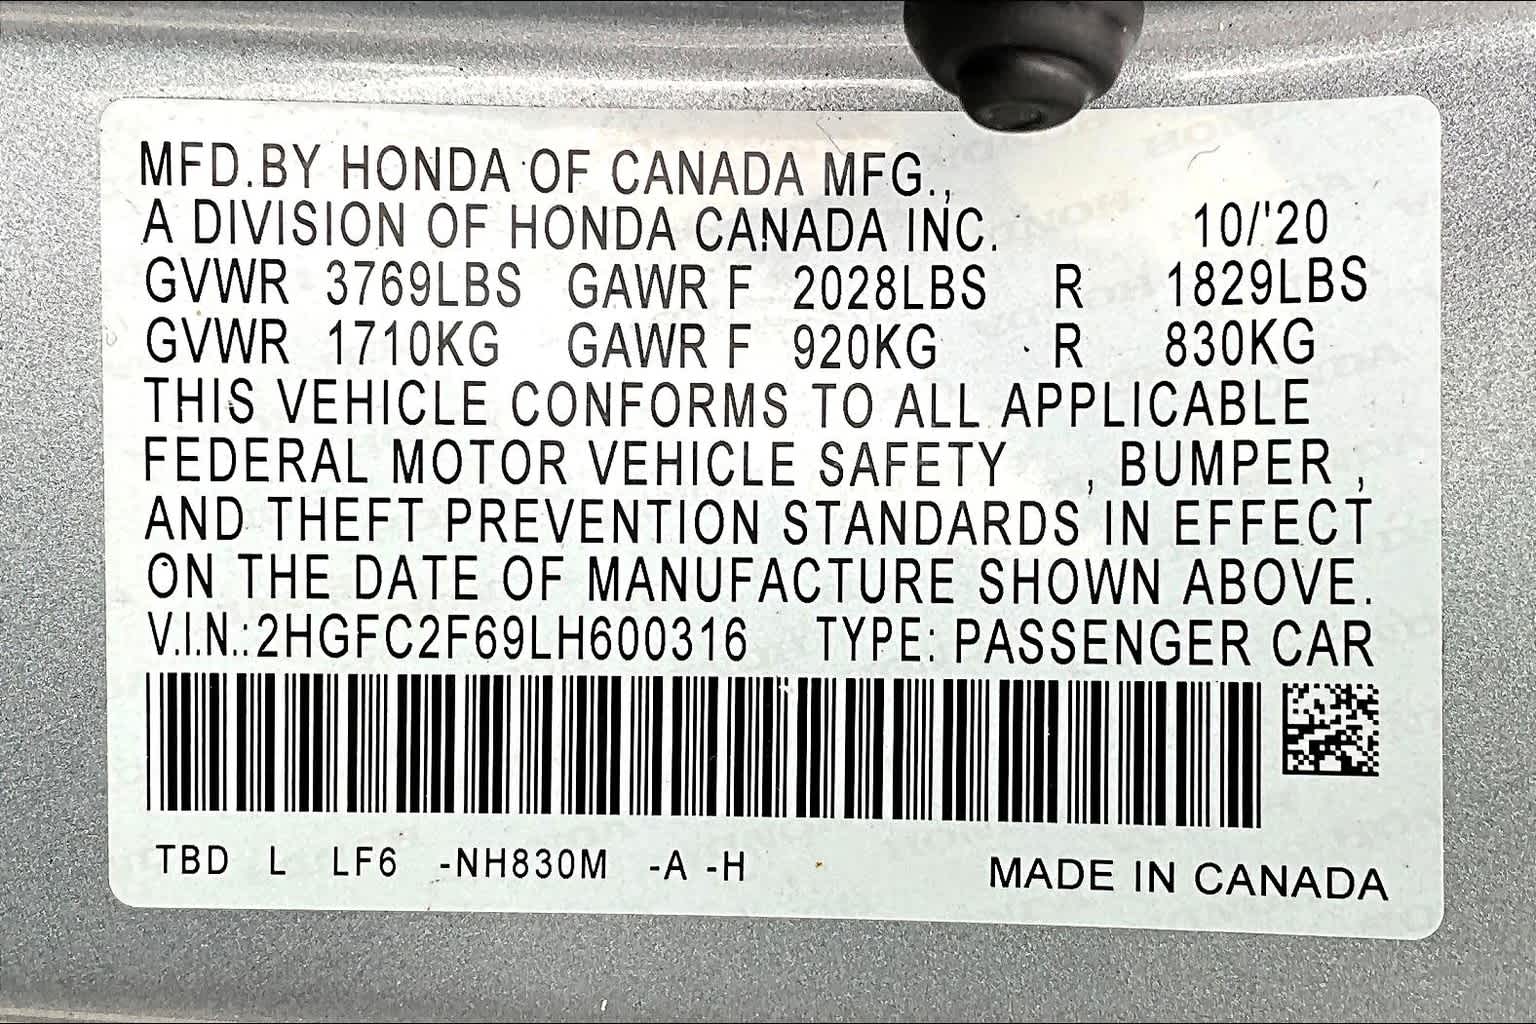 MFD.BY HONDA OF CANADA MFG.,
A DIVISION OF HONDA CANADA INC. 10/'20
GVWR 3769LBS GAWR F 2028LBS R 1829LBS
GVWR 1710KG GAWR F 920KG R 830KG
THIS VEHICLE CONFORMS TO ALL APPLICABLE
FEDERAL MOTOR VEHICLE SAFETY , BUMPER ,
AND THEFT PREVENTION STANDARDS IN EFFECT
ON THE DATE OF MANUFACTURE SHOWN ABOVE.
V.I.N.:2HGFC2F69LH600316 TYPE: PASSENGER CAR
TBD L LF6 -NH830M -A -H MADE IN CANADA